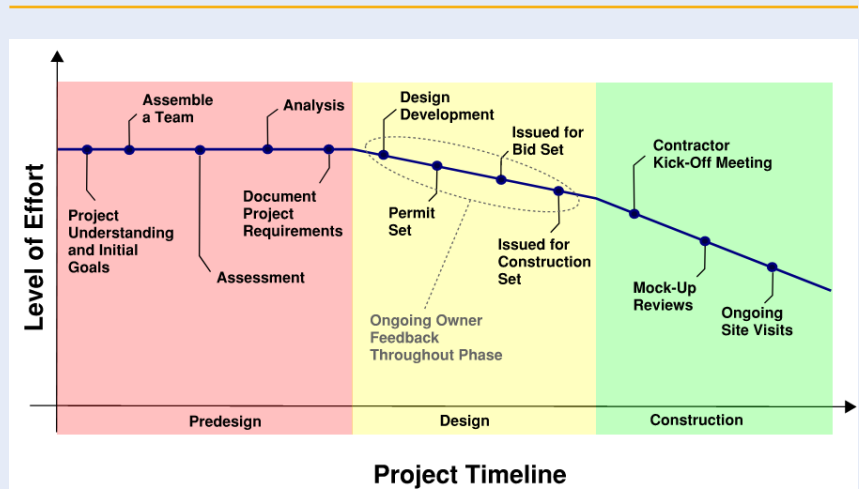 Assemble
a Team
Analysis
Design
Development
Issued for
Bid Set
Contractor
Kick-Off Meeting
Project
Understanding
and Initial
Goals
Assessment
Document
Project
Requirements
Permit
Set
Issued for
Construction
Set
Mock-Up
Reviews
Ongoing
Site Visits
Ongoing Owner
Feedback
Throughout Phase
Level of Effort
Predesign
Design
Construction
Project Timeline